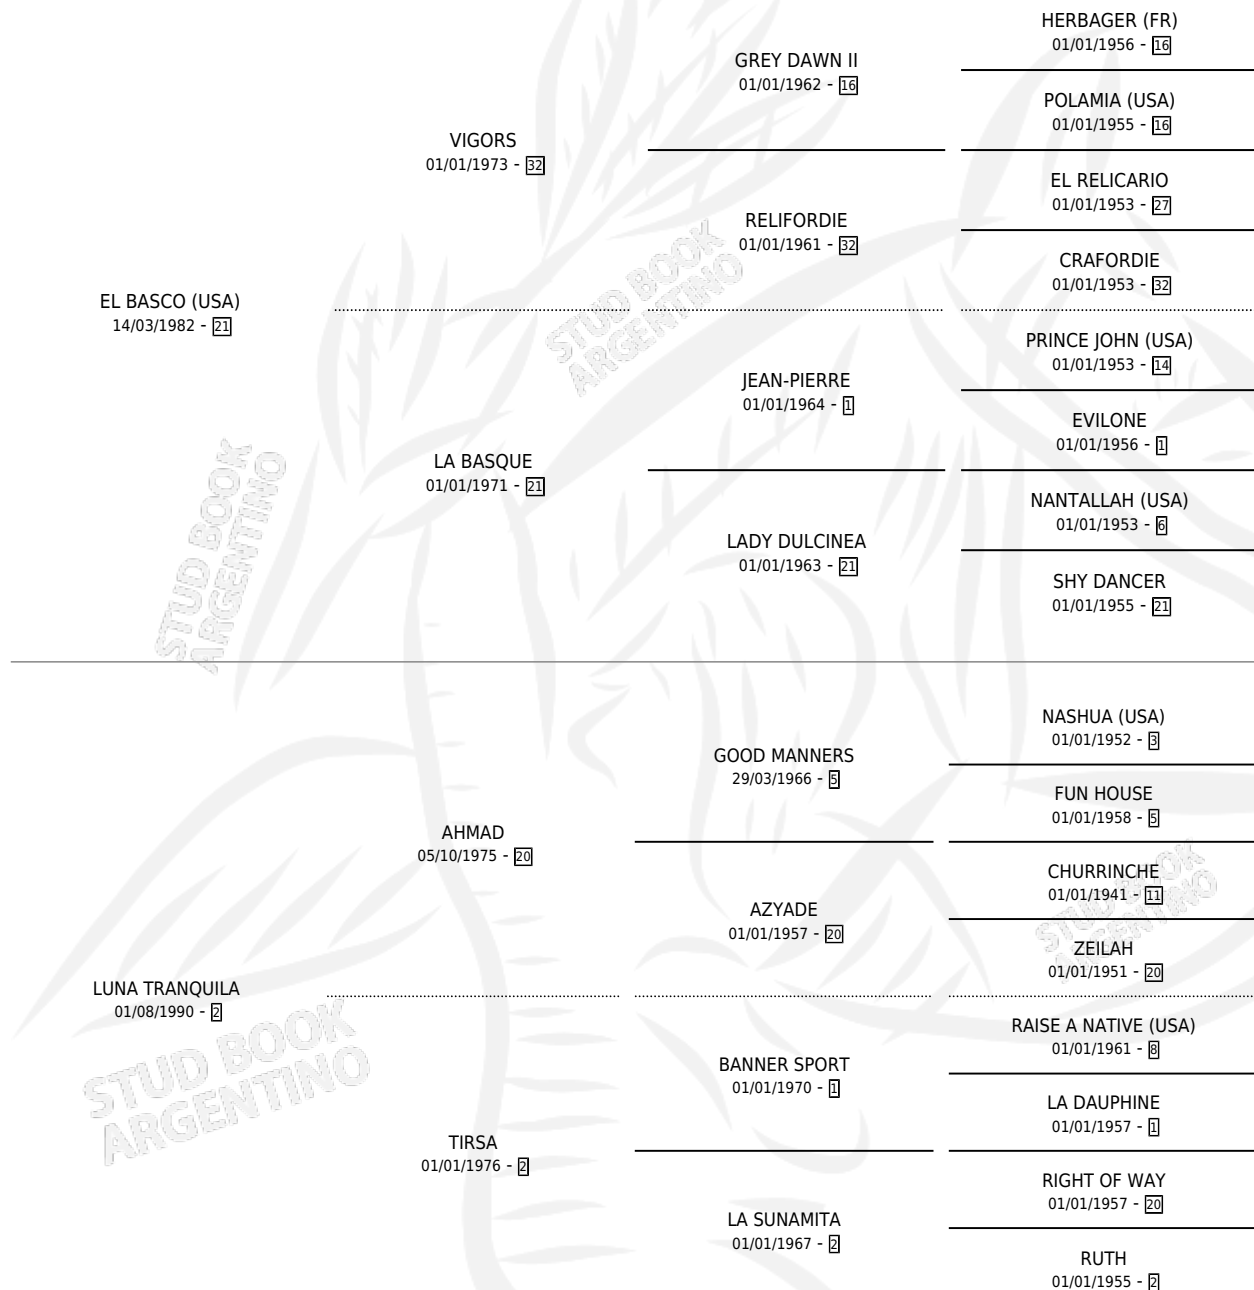 HERBAGER (FR)
01/01/1956 - 16
GREY DAWN II
01/01/1962 - 16
POLAMIA (USA)
01/01/1955 - 16
VIGORS
01/01/1973 - 32
EL RELICARIO
01/01/1953 - 27
RELIFORDIE
01/01/1961 - 32
CRAFORDIE
01/01/1953 - 32
EL BASCO (USA)
14/03/1982 - 21
PRINCE JOHN (USA)
01/01/1953 - 14
JEAN-PIERRE
01/01/1964 - 1
EVILONE
01/01/1956 - 1
LA BASQUE
01/01/1971 - 21
NANTALLAH (USA)
01/01/1953 - 6
LADY DULCINEA
01/01/1963 - 21
SHY DANCER
01/01/1955 - 21
NASHUA (USA)
01/01/1952 - 3
GOOD MANNERS
29/03/1966 - 5
FUN HOUSE
01/01/1958 - 5
AHMAD
05/10/1975 - 20
CHURRINCHE
01/01/1941 - 11
AZYADE
01/01/1957 - 20
ZEILAH
01/01/1951 - 20
LUNA TRANQUILA
01/08/1990 - 2
RAISE A NATIVE (USA)
01/01/1961 - 8
BANNER SPORT
01/01/1970 - 1
LA DAUPHINE
01/01/1957 - 1
TIRSA
01/01/1976 - 2
RIGHT OF WAY
01/01/1957 - 20
LA SUNAMITA
01/01/1967 - 2
RUTH
01/01/1955 - 2
STUD BOOK
ARGENTINO
STUD BOOK
ARGENTINO
STUD BOOK
ARGENTINO
STUD BOOK
ARGENTINO